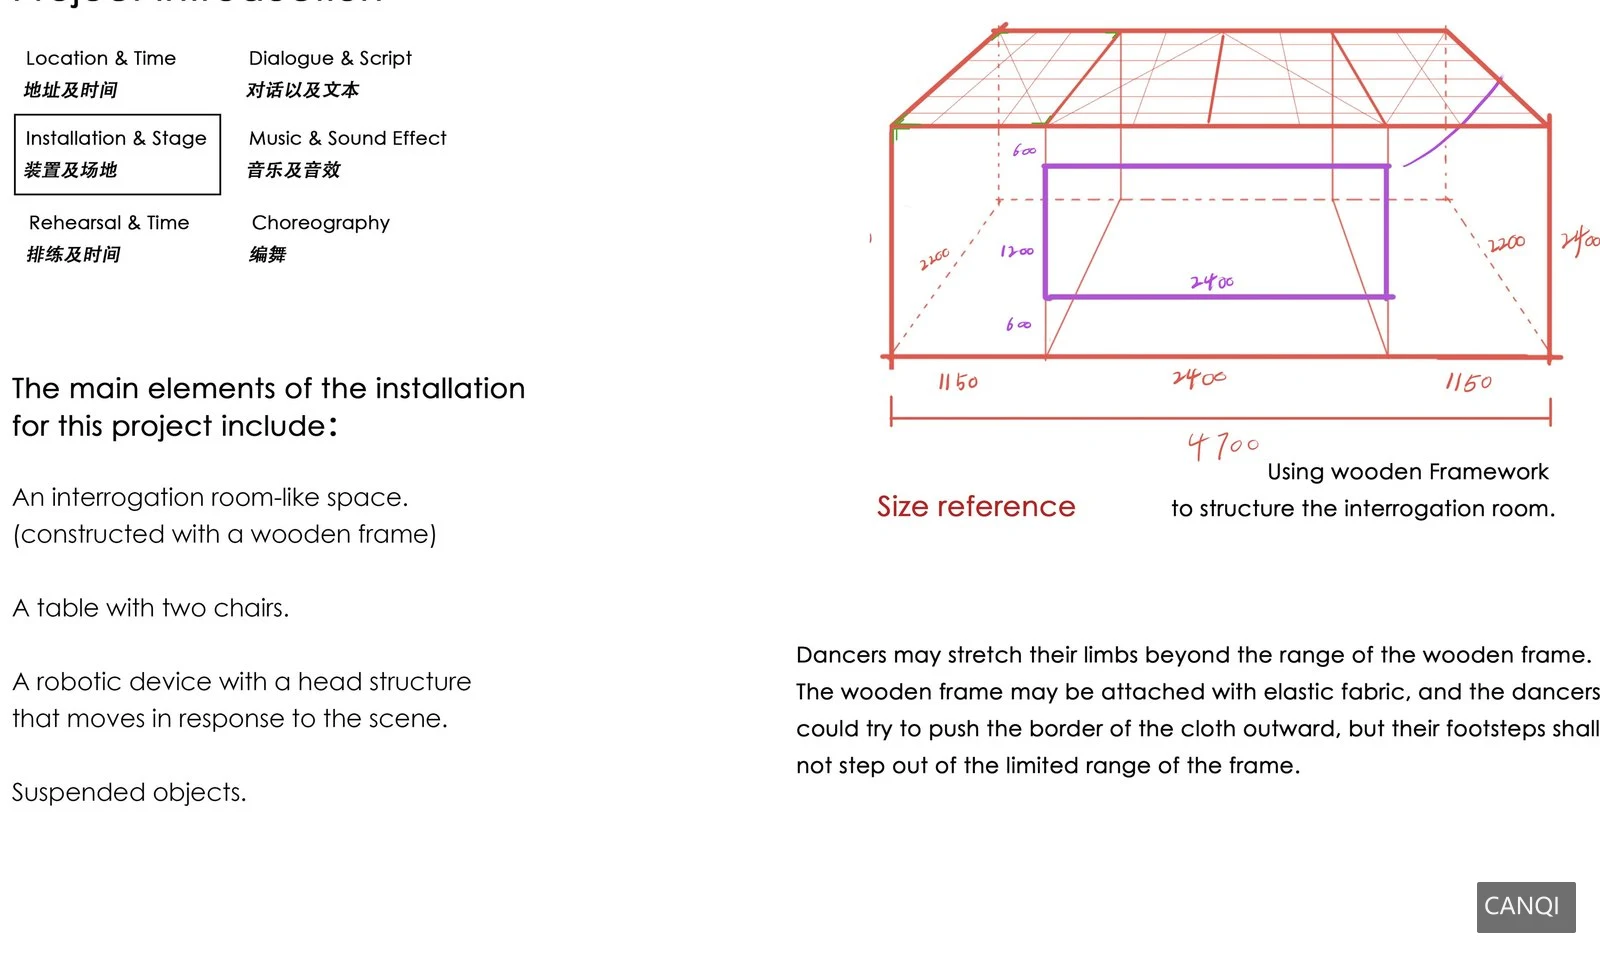 Project Introduction
Location & Time
地址及时间
Dialogue & Script
对话以及文本
Installation & Stage
装置及场地
Music & Sound Effect
音乐及音效
Rehearsal & Time
排练及时间
Choreography
编舞
The main elements of the installation
for this project include:
An interrogation room-like space.
(constructed with a wooden frame)
A table with two chairs.
A robotic device with a head structure
that moves in response to the scene.
Suspended objects.
600
1200
2400
600
2200
2200
2400
1150
2400
1150
4700
Size reference
Using wooden Framework
to structure the interrogation room.
Dancers may stretch their limbs beyond the range of the wooden frame.
The wooden frame may be attached with elastic fabric, and the dancers
could try to push the border of the cloth outward, but their footsteps shall
not step out of the limited range of the frame.
CANQI